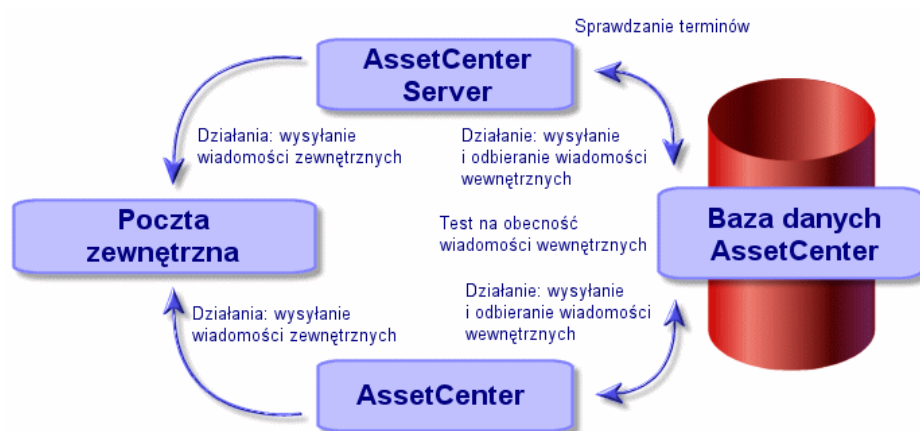 Sprawdzanie terminów
AssetCenter
Server
Działania: wysyłanie
wiadomości zewnętrznych
Działanie: wysyłanie
i odbieranie wiadomości
wewnętrznych
Poczta
zewnętrzna
Test na obecność
wiadomości wewnętrznych
Baza danych
AssetCenter
Działania: wysyłanie
wiadomości zewnętrznych
Działanie: wysyłanie
i odbieranie wiadomości
wewnętrznych
AssetCenter